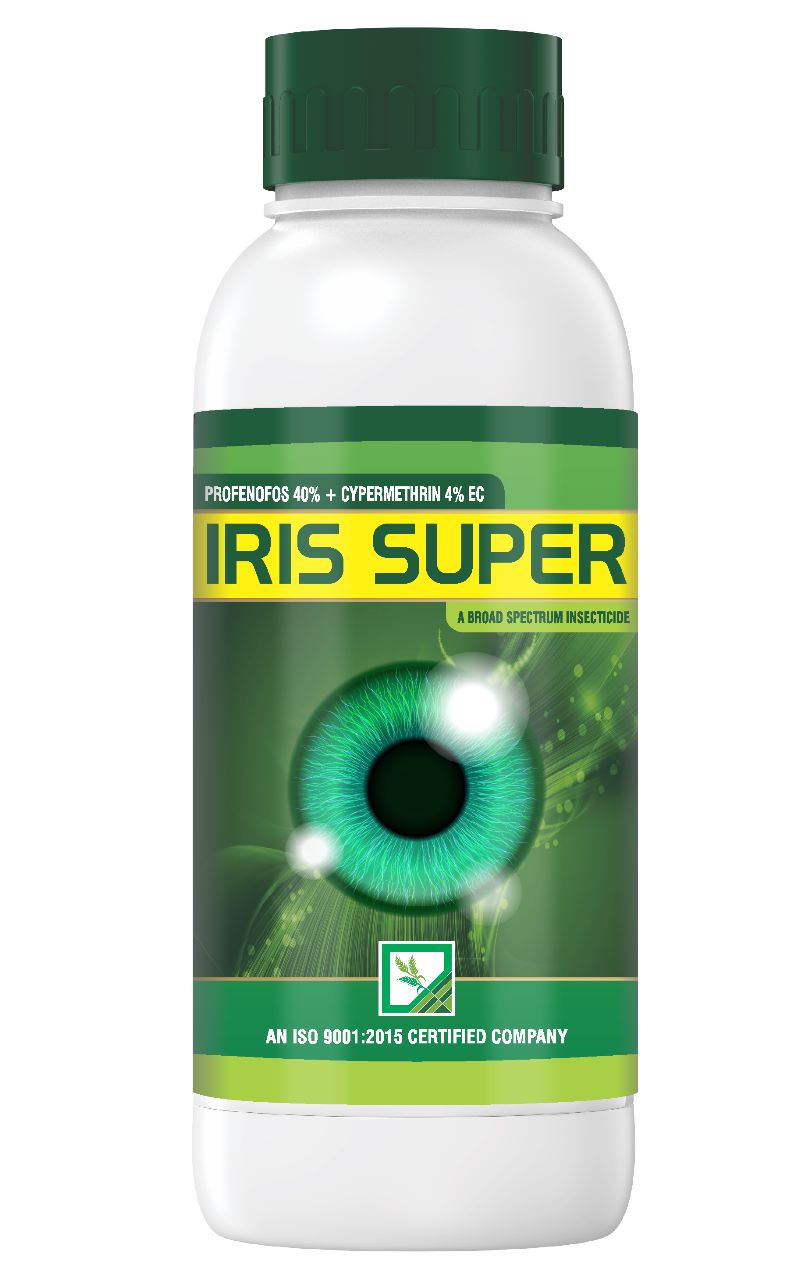 PROFENOFOS 40% + CYPERMETHRIN 4% EC
IRIS SUPER
A BROAD SPECTRUM INSECTICIDE
AN ISO 9001:2015 CERTIFIED COMPANY